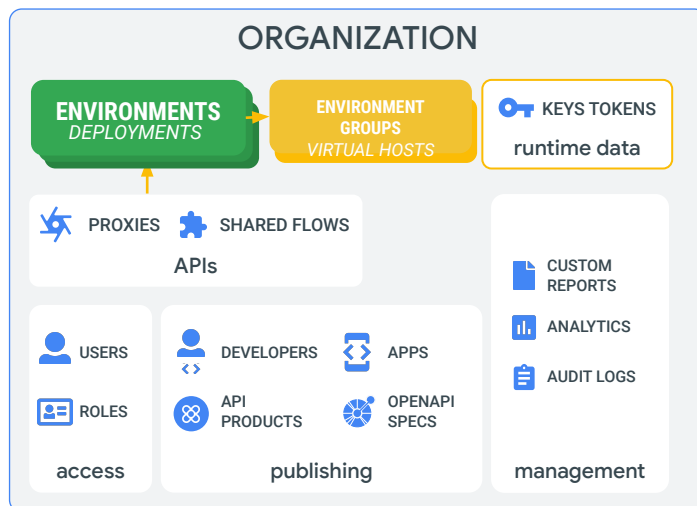 ORGANIZATION
ENVIRONMENTS
DEPLOYMENTS
ENVIRONMENT
GROUPS
VIRTUAL HOSTS
KEYS TOKENS
runtime data
PROXIES
SHARED FLOWS
APIs
USERS
ROLES
access
DEVELOPERS
APPS
API
PRODUCTS
OPENAPI
SPECS
publishing
CUSTOM
REPORTS
ANALYTICS
AUDIT LOGS
management